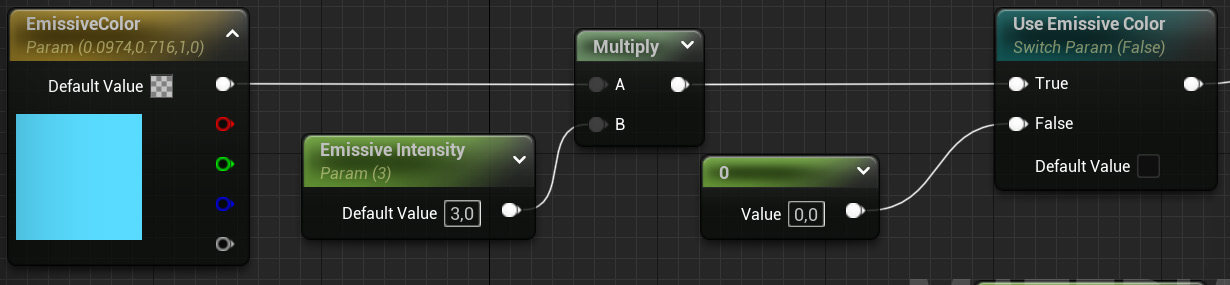 EmissiveColor
Param (0.0974,0.716,1,0)
Default Value
Emissive Intensity
Param (3)
Default Value 3,0
Multiply
A
B
0
Value 0,0
Use Emissive Color
Switch Param (False)
True
False
Default Value